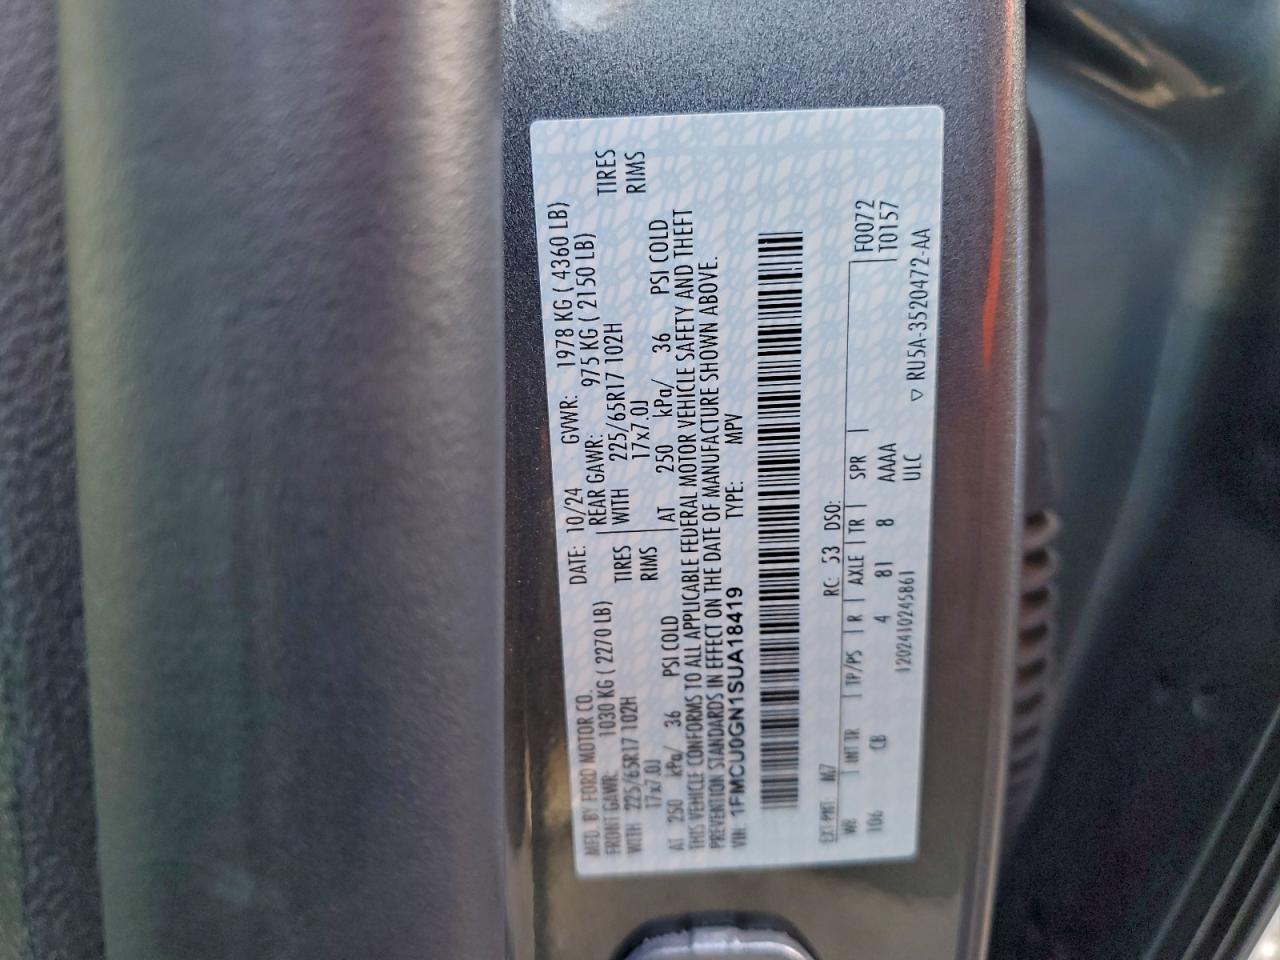 MFD. BY FORD MOTOR CO.
DATE: 10/24 GVWR: 1978 KG ( 4360 LB)
FRONT GAWR: 1030 KG ( 2270 LB)
REAR GAWR: 975 KG ( 2150 LB)
WITH 225/65R17 102H TIRES
WITH 225/65R17 102H TIRES
17x7.0J RIMS
17x7.0J RIMS
AT 250 kPa/ 36 PSI COLD
AT 250 kPa/ 36 PSI COLD
THIS VEHICLE CONFORMS TO ALL APPLICABLE FEDERAL MOTOR VEHICLE SAFETY AND THEFT
PREVENTION STANDARDS IN EFFECT ON THE DATE OF MANUFACTURE SHOWN ABOVE.
VIN: 1FMCU0GN1SUA18419 TYPE: MPV
EXT PNT: M7 RC: 53 DSO:
WB INT TR TP/PS R AXLE TR SPR F0072
106 CB 4 81 8 AAAA T0157
ULC
1202410245861 ▽ RU5A-3520472-AA